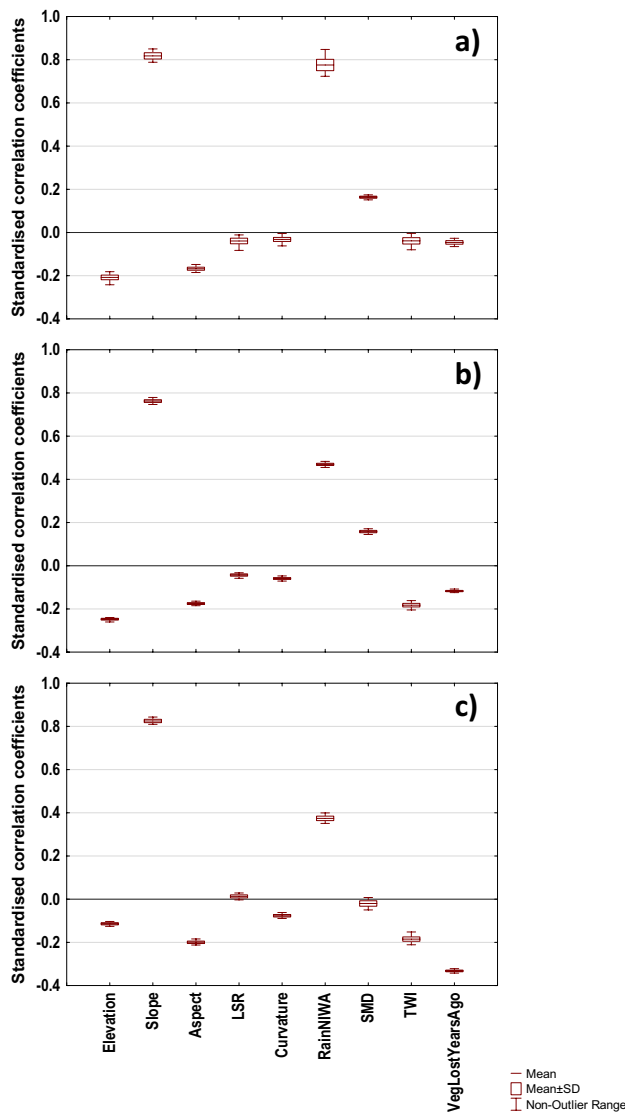 a)
Standardised correlation coefficients
1.0
0.8
0.6
0.4
0.2
0.0
-0.2
-0.4
b)
Standardised correlation coefficients
1.0
0.8
0.6
0.4
0.2
0.0
-0.2
-0.4
c)
Standardised correlation coefficients
1.0
0.8
0.6
0.4
0.2
0.0
-0.2
-0.4
Elevation
Slope
Aspect
LSR
Curvature
RainNIWA
SMD
TWI
VegLostYearsAgo
Mean
Mean±SD
Non-Outlier Range